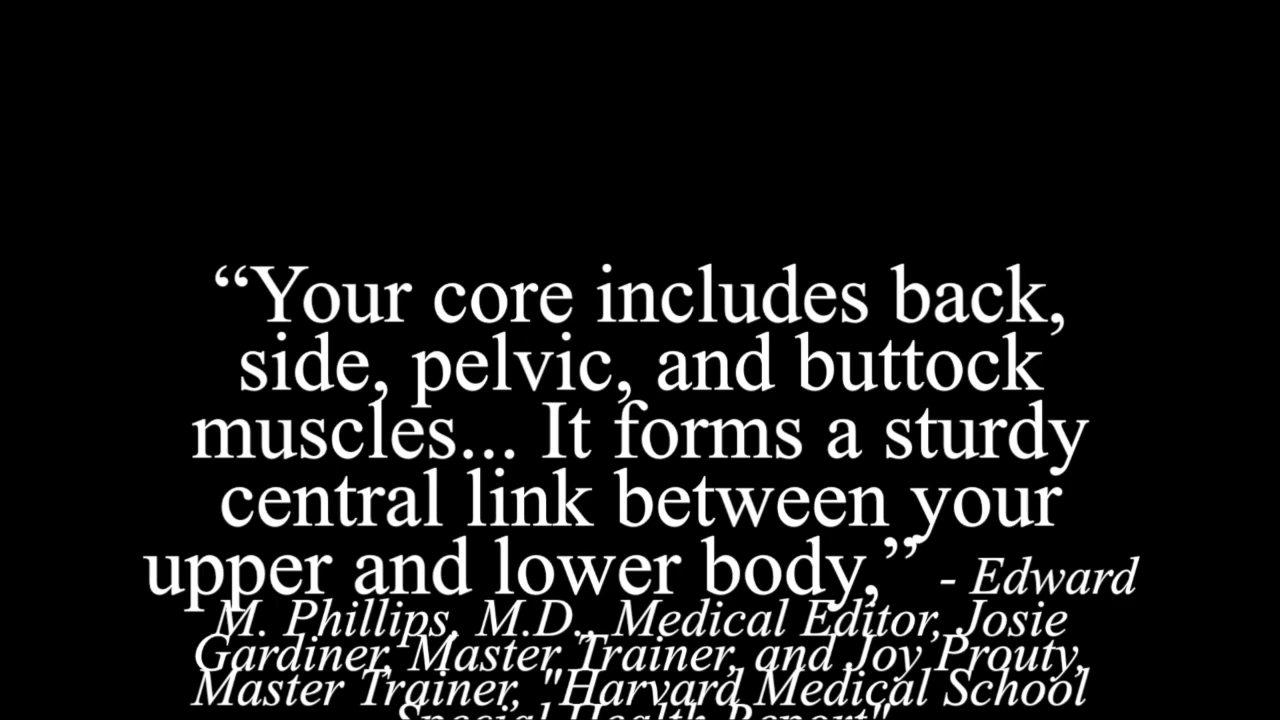 “Your core includes back,
side, pelvic, and buttock
muscles... It forms a sturdy
central link between your
upper and lower body,” - Edward
M. Phillips, M.D., Medical Editor, Josie
Gardiner, Master Trainer, and Joy Prouty,
Master Trainer, "Harvard Medical School
Special Health Report"